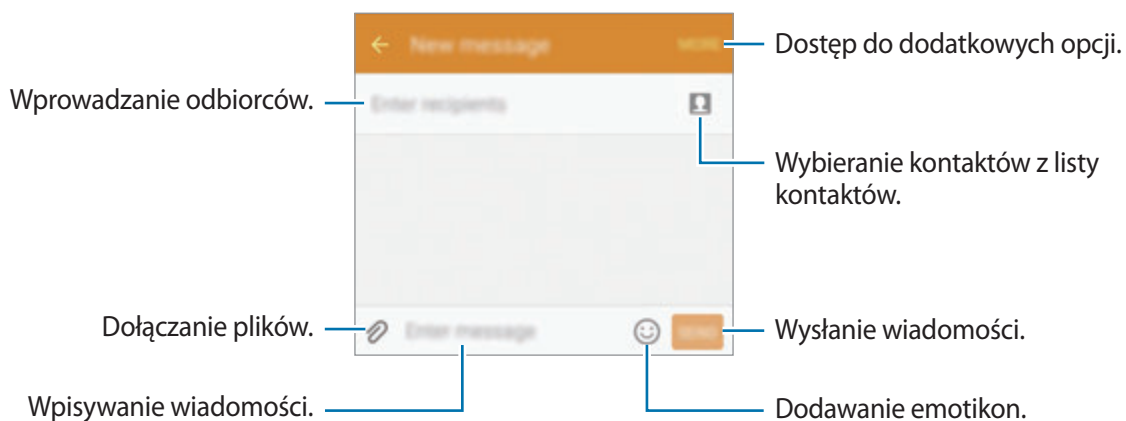 New message
MORE
Dostęp do dodatkowych opcji.
Wprowadzanie odbiorców.
Enter recipients
Wybieranie kontaktów z listy
kontaktów.
Dołączanie plików.
Enter message
SEND
Wysłanie wiadomości.
Wpisywanie wiadomości.
Dodawanie emotikon.